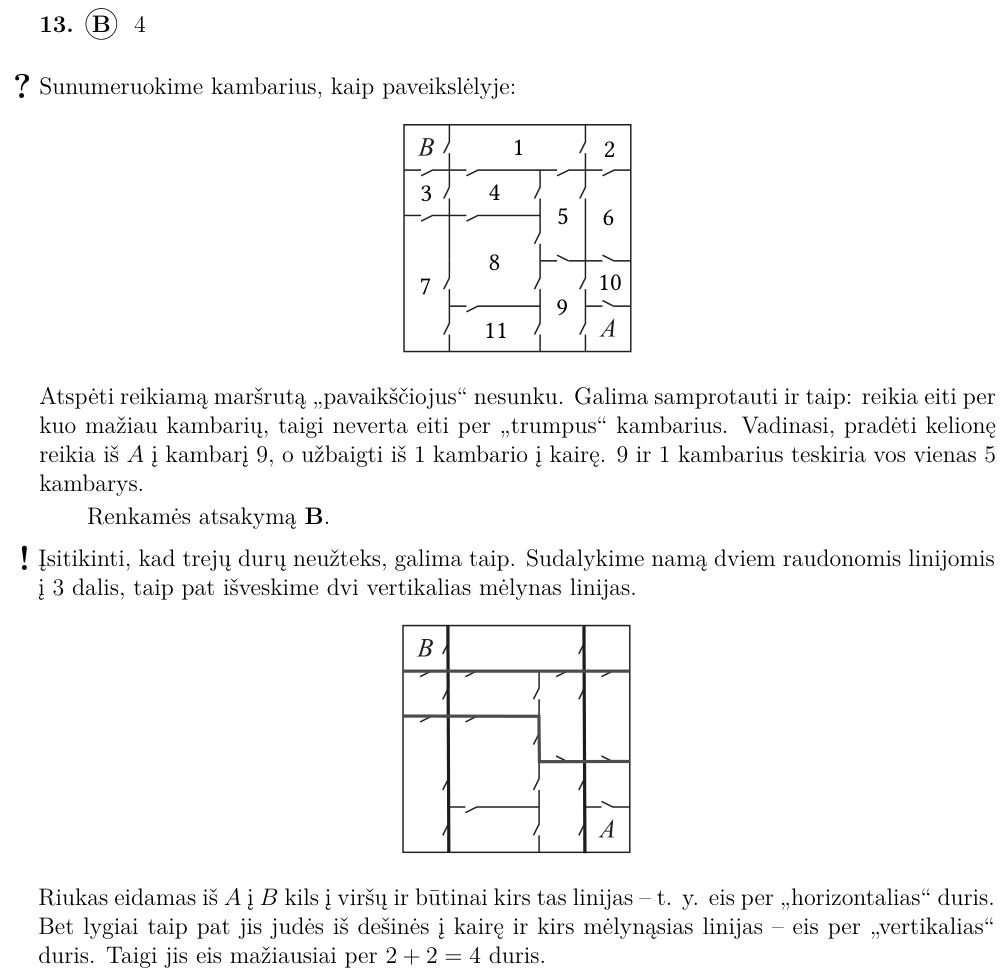 13. B 4
? Sunumeruokime kambarius, kaip paveikslėlyje:
B 1 2
3 4
5 6
8
7 10
9
11 A
Atspėti reikiamą maršrutą „pavaikščiojus“ nesunku. Galima samprotauti ir taip: reikia eiti per
kuo mažiau kambarių, taigi neverta eiti per „trumpus“ kambarius. Vadinasi, pradėti kelionę
reikia iš A į kambarį 9, o užbaigti iš 1 kambario į kairę. 9 ir 1 kambarius teskiria vos vienas 5
kambarys.
Renkamės atsakymą B.
! Įsitikinti, kad trejų durų neužteks, galima taip. Sudalykime namą dviem raudonomis linijomis
į 3 dalis, taip pat išveskime dvi vertikalias mėlynas linijas.
B
A
Riukas eidamas iš A į B kils į viršų ir būtinai kirs tas linijas – t. y. eis per „horizontalias“ duris.
Bet lygiai taip pat jis judės iš dešinės į kairę ir kirs mėlynąsias linijas – eis per „vertikalias“
duris. Taigi jis eis mažiausiai per 2 + 2 = 4 duris.